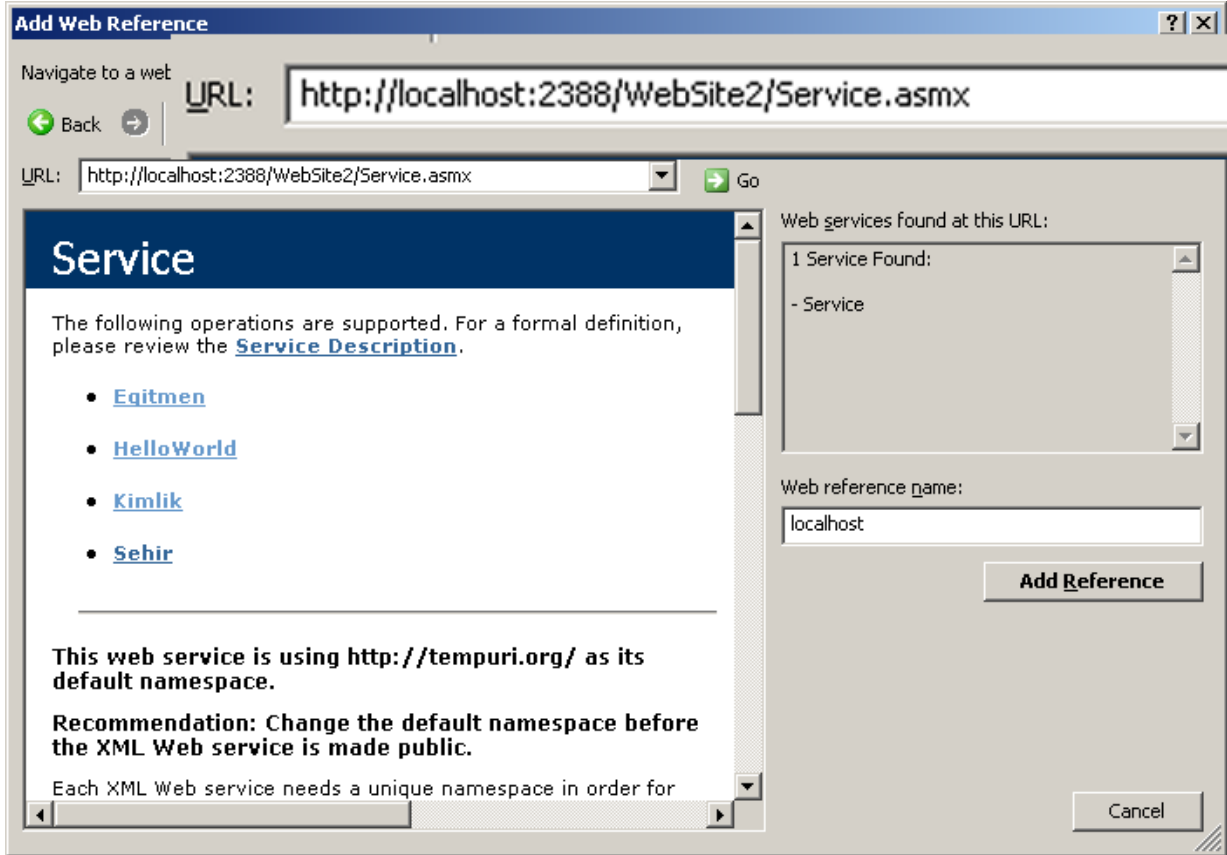 Add Web Reference
Navigate to a web
URL: http://localhost:2388/WebSite2/Service.asmx
Back
URL: http://localhost:2388/WebSite2/Service.asmx Go
Service
The following operations are supported. For a formal definition,
please review the Service Description.
• Egitmen
• HelloWorld
• Kimlik
• Sehir
This web service is using http://tempuri.org/ as its
default namespace.
Recommendation: Change the default namespace before
the XML Web service is made public.
Each XML Web service needs a unique namespace in order for
Web services found at this URL:
1 Service Found:
- Service
Web reference name:
localhost
Add Reference
Cancel